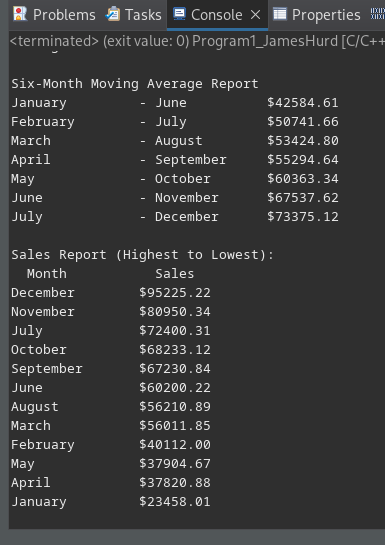 Problems Tasks Console Properties
<terminated> (exit value: 0) Program1_JamesHurd [C/C++
Six-Month Moving Average Report
January - June $42584.61
February - July $50741.66
March - August $53424.80
April - September $55294.64
May - October $60363.34
June - November $67537.62
July - December $73375.12
Sales Report (Highest to Lowest):
Month Sales
December $95225.22
November $80950.34
July $72400.31
October $68233.12
September $67230.84
June $60200.22
August $56210.89
March $56011.85
February $40112.00
May $37904.67
April $37820.88
January $23458.01